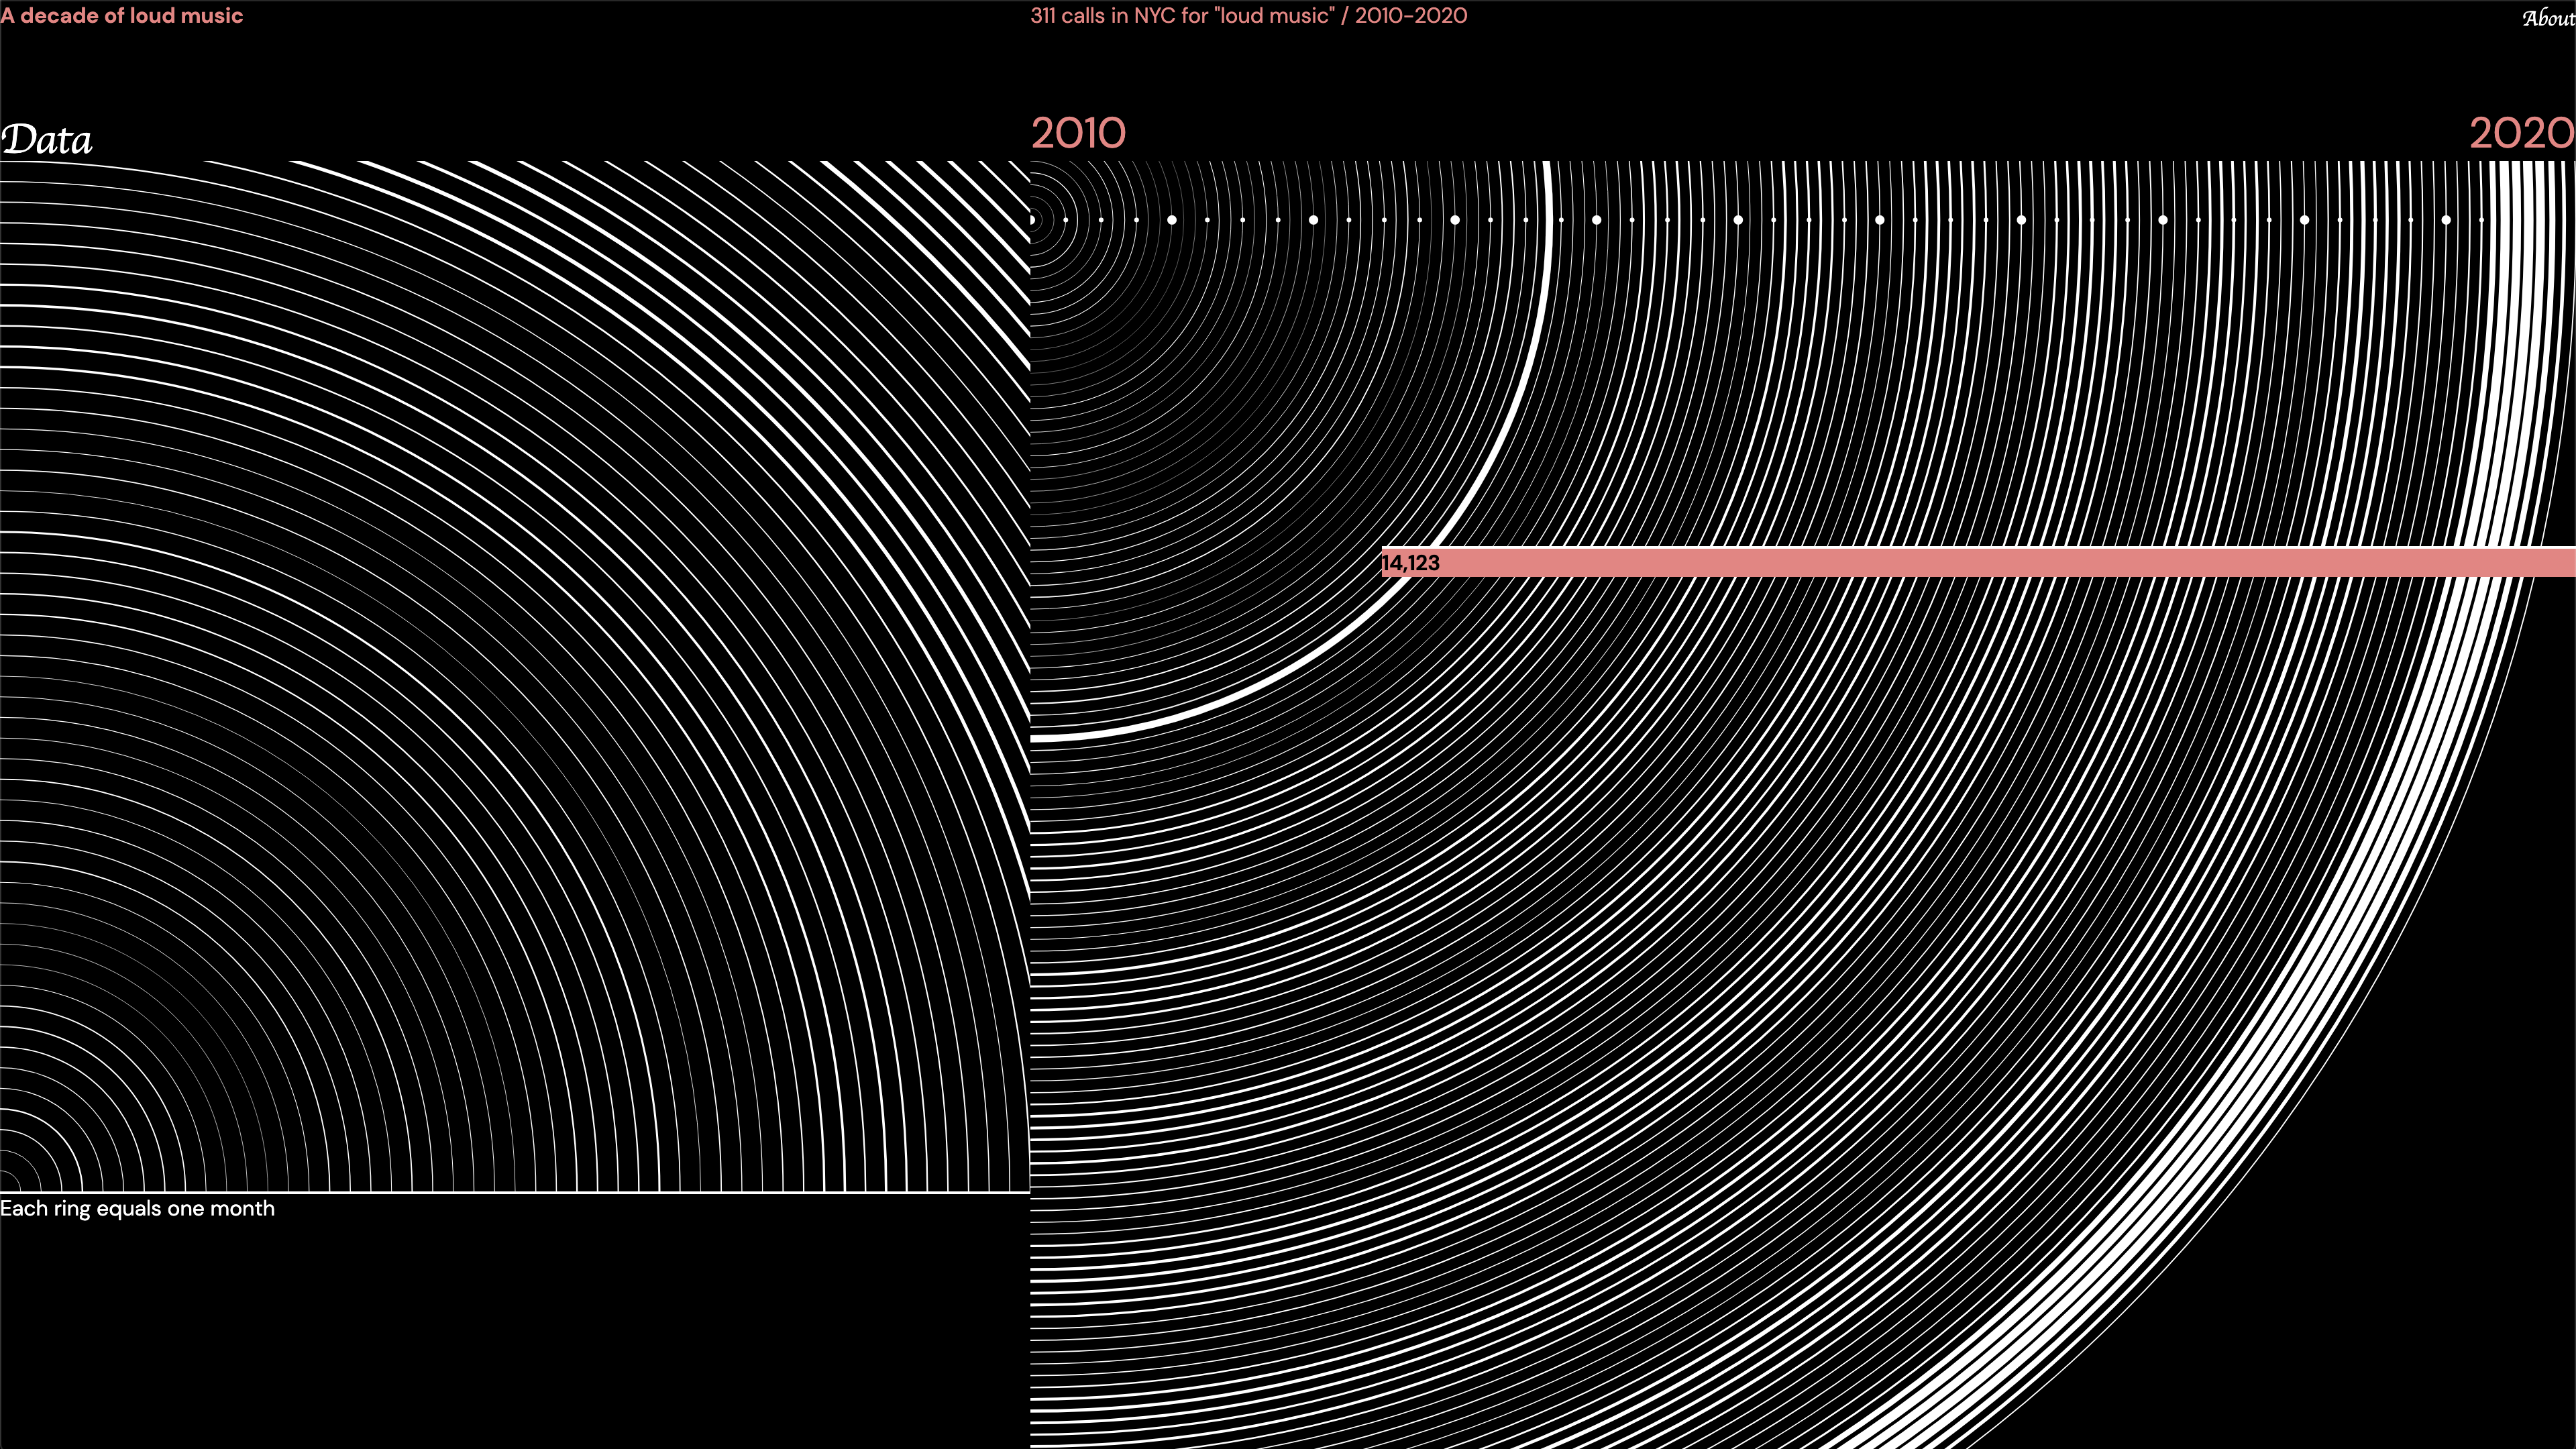 A decade of loud music
311 calls in NYC for "loud music" / 2010-2020
About
Data
2010
2020
14,123
Each ring equals one month